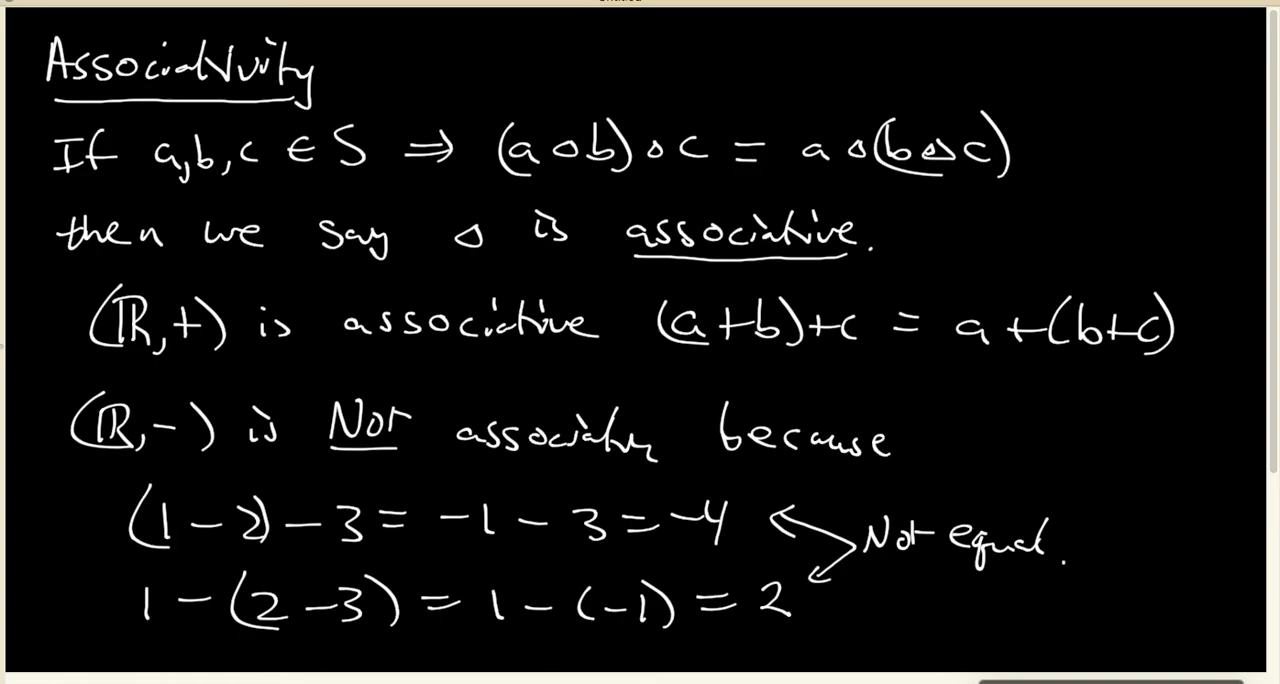 Associativity
If a,b,c ∈ S ⇒ (a △ b) △ c = a △ (b △ c)
then we say △ is associative.
(ℝ,+) is associative (a+b)+c = a+(b+c)
(ℝ,-) is Not associative because
(1-2)-3 = -1-3 = -4
Not equal.
1-(2-3) = 1-(-1) = 2